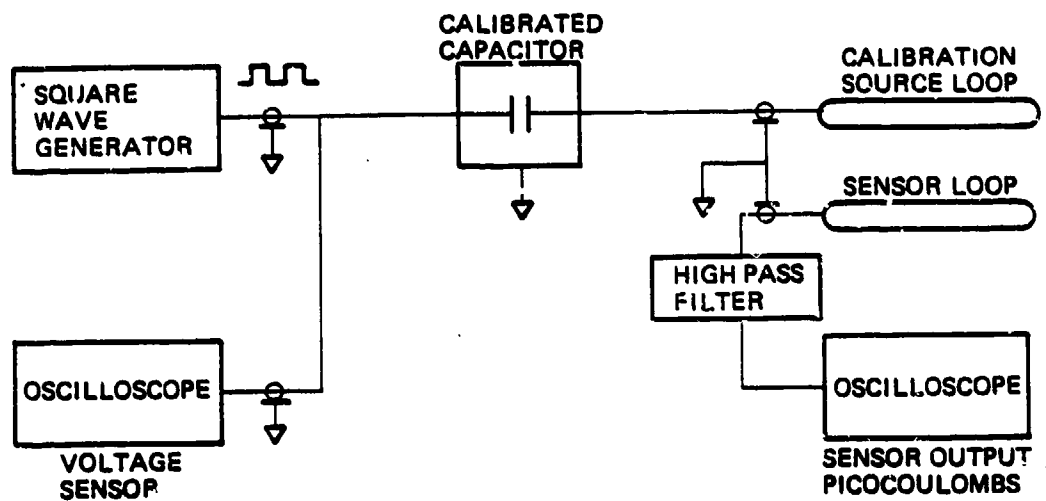 CALIBRATED
CAPACITOR
CALIBRATION
SOURCE LOOP
SQUARE
WAVE
GENERATOR
SENSOR LOOP
HIGH PASS
FILTER
OSCILLOSCOPE
OSCILLOSCOPE
VOLTAGE
SENSOR
SENSOR OUTPUT
PICOCOULOMBS